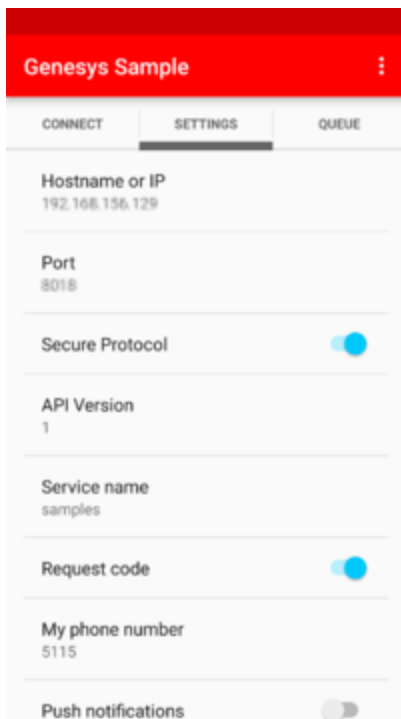 Genesys Sample
CONNECT SETTINGS QUEUE
Hostname or IP
192.168.156.129
Port
8018
Secure Protocol
API Version
1
Service name
samples
Request code
My phone number
5115
Push notifications